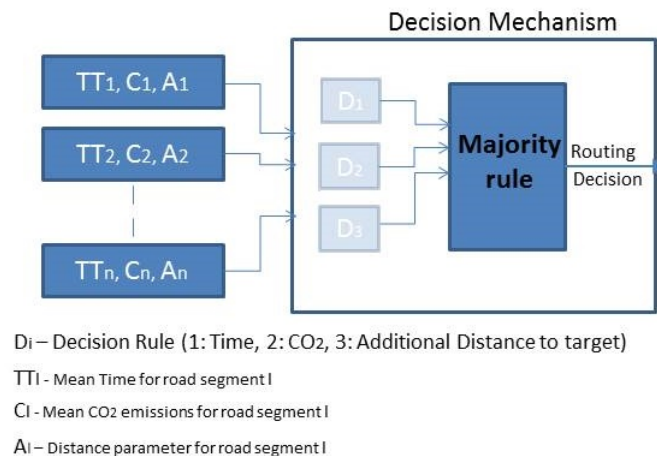 Decision Mechanism
TT1, C1, A1
TT2, C2, A2
TTn, Cn, An
D1
D2
D3
Majority
rule
Routing
Decision
Di – Decision Rule (1: Time, 2: CO2, 3: Additional Distance to target)
TTI - Mean Time for road segment I
CI - Mean CO2 emissions for road segment I
AI – Distance parameter for road segment I